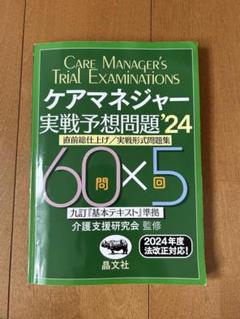 CARE MANAGER'S
TRIAL EXAMINATIONS
ケアマネジャー
実戦予想問題'24
直前総仕上げ/実戦形式問題集
60問×5回
九訂『基本テキスト』準拠
介護支援研究会 監修
2024年度
法改正対応!
晶文社